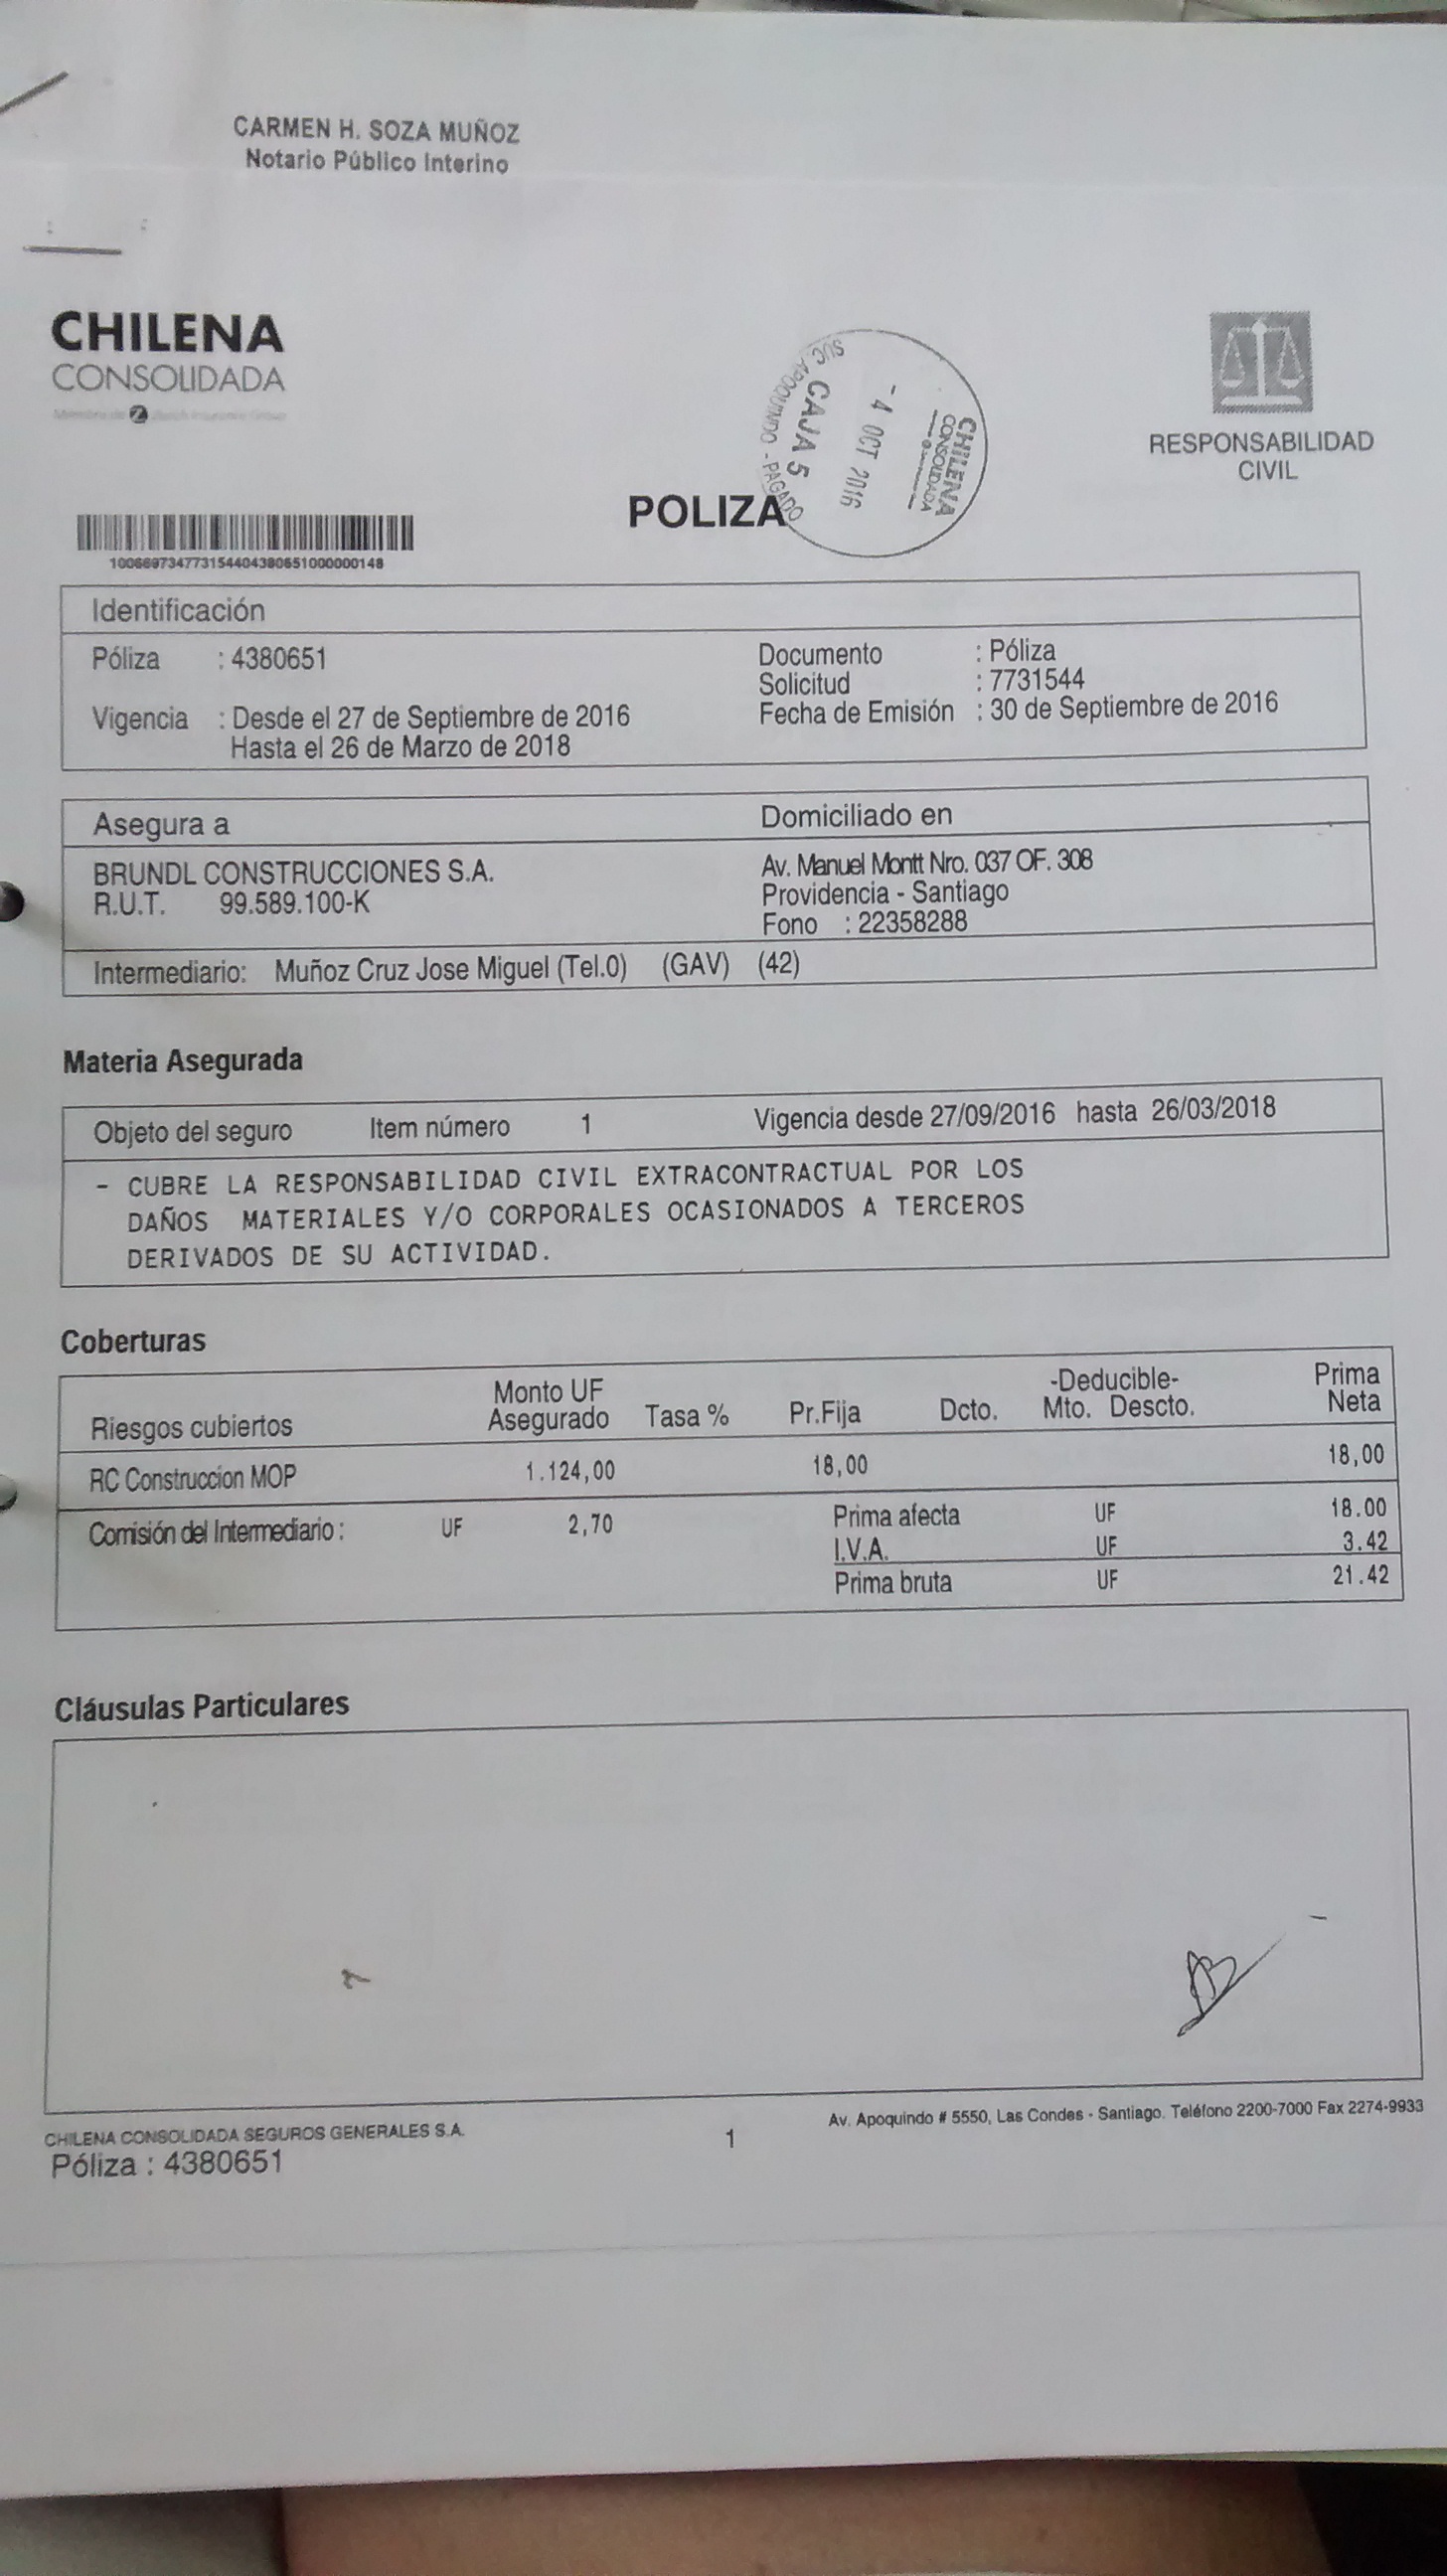 CARMEN H. SOZA MUÑOZ
Notario Público Interino
CHILENA
CONSOLIDADA
RESPONSABILIDAD
CIVIL
CHILENA
CONSOLIDADA
- 4 OCT 2016
CAJA 5
SUC. APOQUINDO - PAGADO
POLIZA
Identificación
Póliza : 4380651
Documento : Póliza
Solicitud : 7731544
Vigencia : Desde el 27 de Septiembre de 2016
Fecha de Emisión : 30 de Septiembre de 2016
Hasta el 26 de Marzo de 2018
Asegura a Domiciliado en
BRUNDL CONSTRUCCIONES S.A. Av. Manuel Montt Nro. 037 OF. 308
R.U.T. 99.589.100-K Providencia - Santiago
Fono : 22358288
Intermediario: Muñoz Cruz Jose Miguel (Tel.0) (GAV) (42)
Materia Asegurada
Objeto del seguro Item número 1 Vigencia desde 27/09/2016 hasta 26/03/2018
- CUBRE LA RESPONSABILIDAD CIVIL EXTRACONTRACTUAL POR LOS
DAÑOS MATERIALES Y/O CORPORALES OCASIONADOS A TERCEROS
DERIVADOS DE SU ACTIVIDAD.
Coberturas
Monto UF -Deducible- Prima
Riesgos cubiertos Asegurado Tasa % Pr.Fija Dcto. Mto. Descto. Neta
RC Construccion MOP 1.124,00 18,00 18,00
Comisión del Intermediario : UF 2,70 Prima afecta UF 18.00
I.V.A. UF 3.42
Prima bruta UF 21.42
Cláusulas Particulares
CHILENA CONSOLIDADA SEGUROS GENERALES S.A. 1 Av. Apoquindo # 5550, Las Condes - Santiago. Teléfono 2200-7000 Fax 2274-9933
Póliza : 4380651